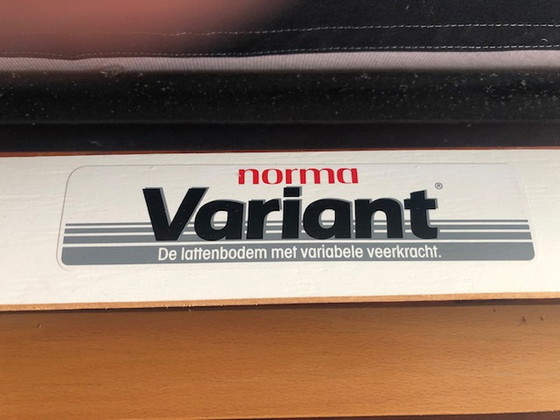 norma
Variant®
De lattenbodem met variabele veerkracht.